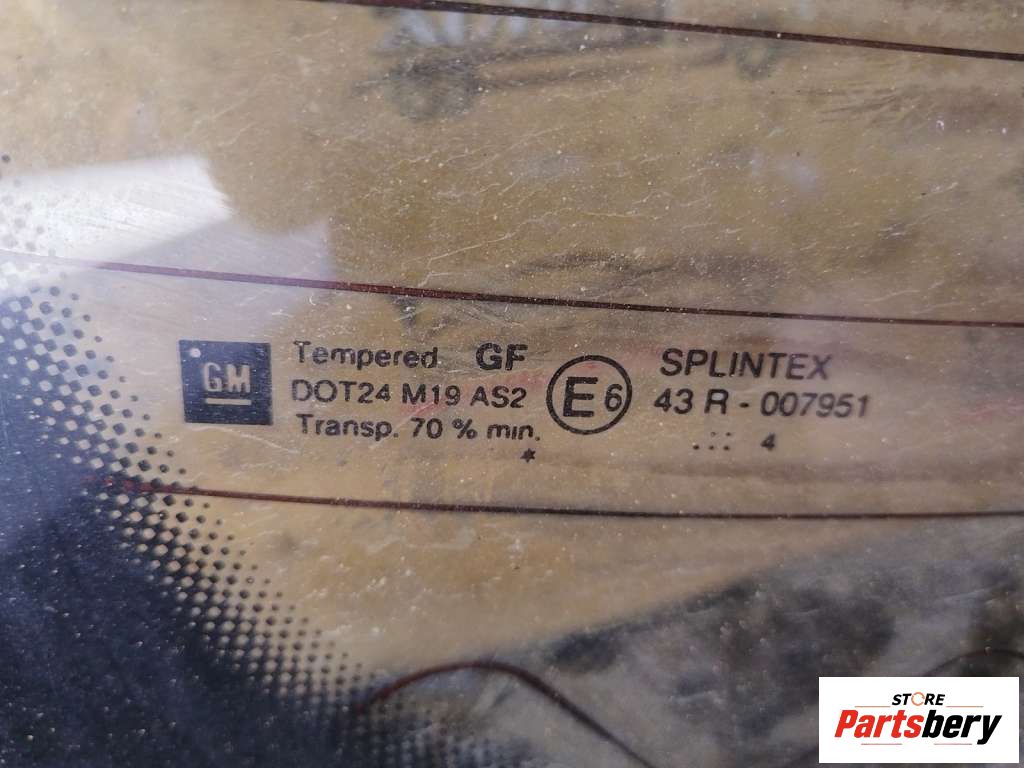 GM
Tempered GF
DOT24 M19 AS2
Transp. 70 % min.
E6
SPLINTEX
43 R - 007951
.:: 4
STORE
Partsbery